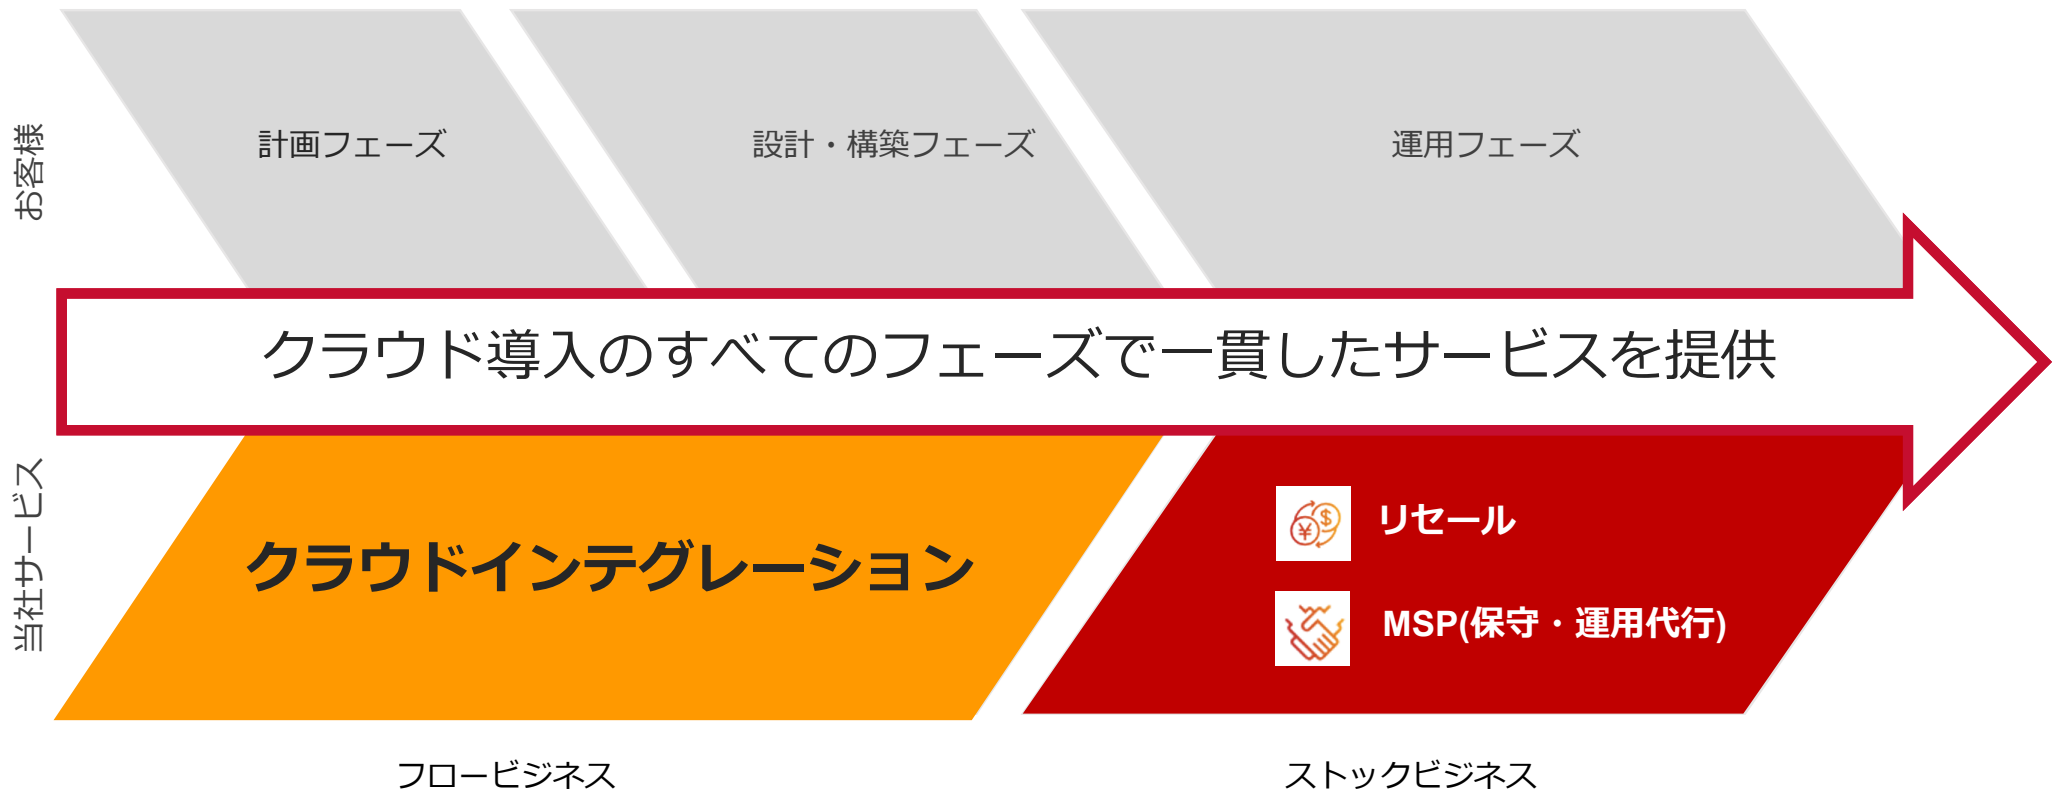 お客様
計画フェーズ
設計・構築フェーズ
運用フェーズ
クラウド導入のすべてのフェーズで一貫したサービスを提供
当社サービス
クラウドインテグレーション
リセール
MSP(保守・運用代行)
フロービジネス
ストックビジネス